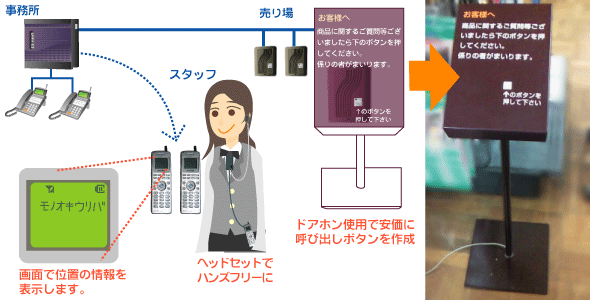 事務所
売り場
スタッフ
お客様へ
商品に関するご質問等ござ
いましたら下のボタンを押
してください。
係りの者がまいります。
↑のボタンを
押して下さい
お客様へ
商品に関するご質問等ござ
いましたら下のボタンを押
してください。
係りの者がまいります。
↑のボタンを
押して下さい
モノオキウリバ
画面で位置の情報を
表示します。
ヘッドセットで
ハンズフリーに
ドアホン使用で安価に
呼び出しボタンを作成